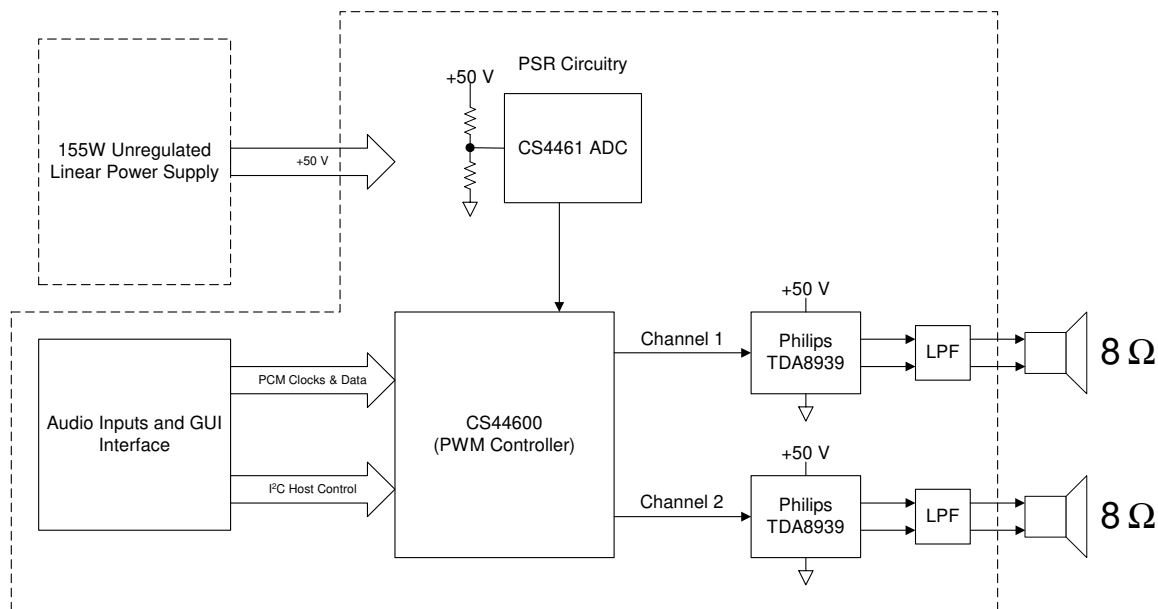 PSR Circuitry
+50 V
CS4461 ADC
155W Unregulated
Linear Power Supply
+50 V
+50 V
Channel 1
Philips
TDA8939
LPF
8 Ω
PCM Clocks & Data
Audio Inputs and GUI
Interface
CS44600
(PWM Controller)
I²C Host Control
+50 V
Channel 2
Philips
TDA8939
LPF
8 Ω